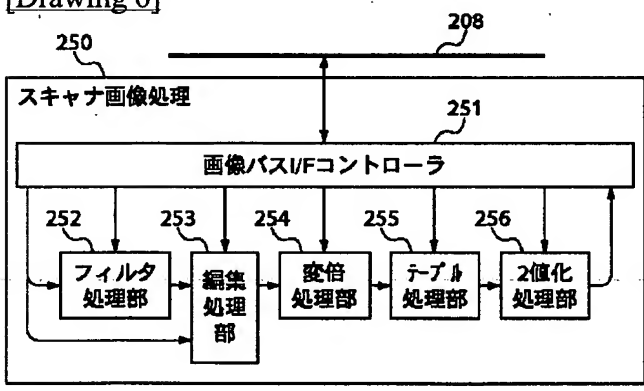 [Drawing 6]
208
250
スキャナ画像処理
251
画像バスI/Fコントローラ
252
253
254
255
256
フィルタ
処理部
編集
処理
部
変倍
処理部
テーブル
処理部
2値化
処理部